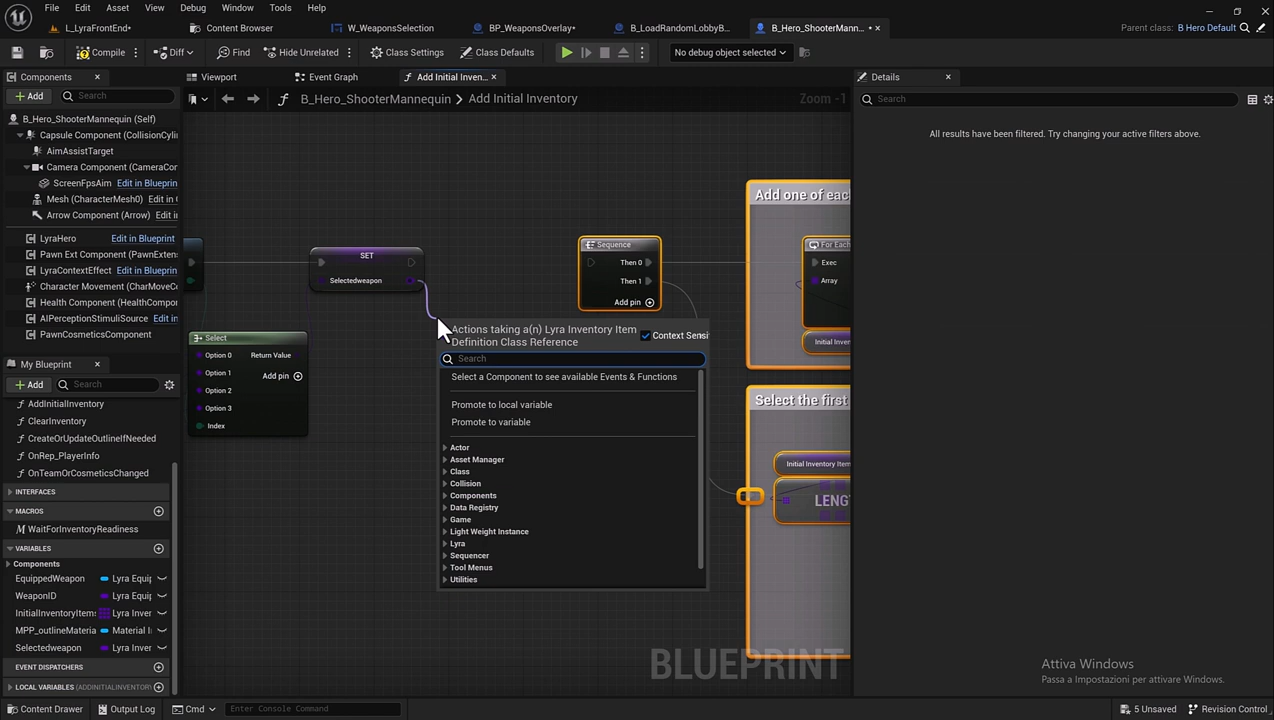 File Edit Asset View Debug Window Tools Help
L_LyraFrontEnd*
Content Browser
W_WeaponsSelection
BP_WeaponsOverlay*
B_LoadRandomLobbyB...
B_Hero_ShooterMann...*
Parent class: B Hero Default
Compile
Diff
Find
Hide Unrelated
Class Settings
Class Defaults
No debug object selected
Components
Viewport
Event Graph
Add Initial Inven...
Details
Add
Search
B_Hero_ShooterMannequin > Add Initial Inventory
Zoom -1
Search
All results have been filtered. Try changing your active filters above.
B_Hero_ShooterMannequin (Self)
Capsule Component (CollisionCylin
AimAssistTarget
Camera Component (CameraCor
ScreenFpsAim Edit in Blueprin
Mesh (CharacterMesh0) Edit in C
Arrow Component (Arrow) Edit in
LyraHero Edit in Blueprint
Pawn Ext Component (PawnExten
LyraContextEffect Edit in Blueprin
Character Movement (CharMoveC
Health Component (HealthCompor
AIPerceptionStimuliSource Edit in
PawnCosmeticsComponent
My Blueprint
Add
Search
AddInitialInventory
ClearInventory
CreateOrUpdateOutlineIfNeeded
OnRep_PlayerInfo
OnTeamOrCosmeticsChanged
INTERFACES
MACROS
WaitForInventoryReadiness
VARIABLES
Components
EquippedWeapon Lyra Equip
WeaponID Lyra Equip
InitialInventoryItems Lyra Inver
MPP_outlineMateria Material I
Selectedweapon Lyra Inver
EVENT DISPATCHERS
LOCAL VARIABLES (ADDINITIALINVENTORY)
SET
Selectedweapon
Select
Option 0 Return Value
Option 1 Add pin
Option 2
Option 3
Index
Sequence
Then 0
Then 1
Add pin
Actions taking a(n) Lyra Inventory Item
Definition Class Reference
Context Sensi
Search
Select a Component to see available Events & Functions
Promote to local variable
Promote to variable
Actor
Asset Manager
Class
Collision
Components
Data Registry
Game
Light Weight Instance
Lyra
Sequencer
Tool Menus
Utilities
Add one of eac
For Each
Exec
Array
Initial Invento
Select the first
Initial Inventory Item
LENG
BLUEPRINT
Attiva Windows
Passa a Impostazioni per attivare Windows.
Content Drawer
Output Log
Cmd
Enter Console Command
5 Unsaved
Revision Control